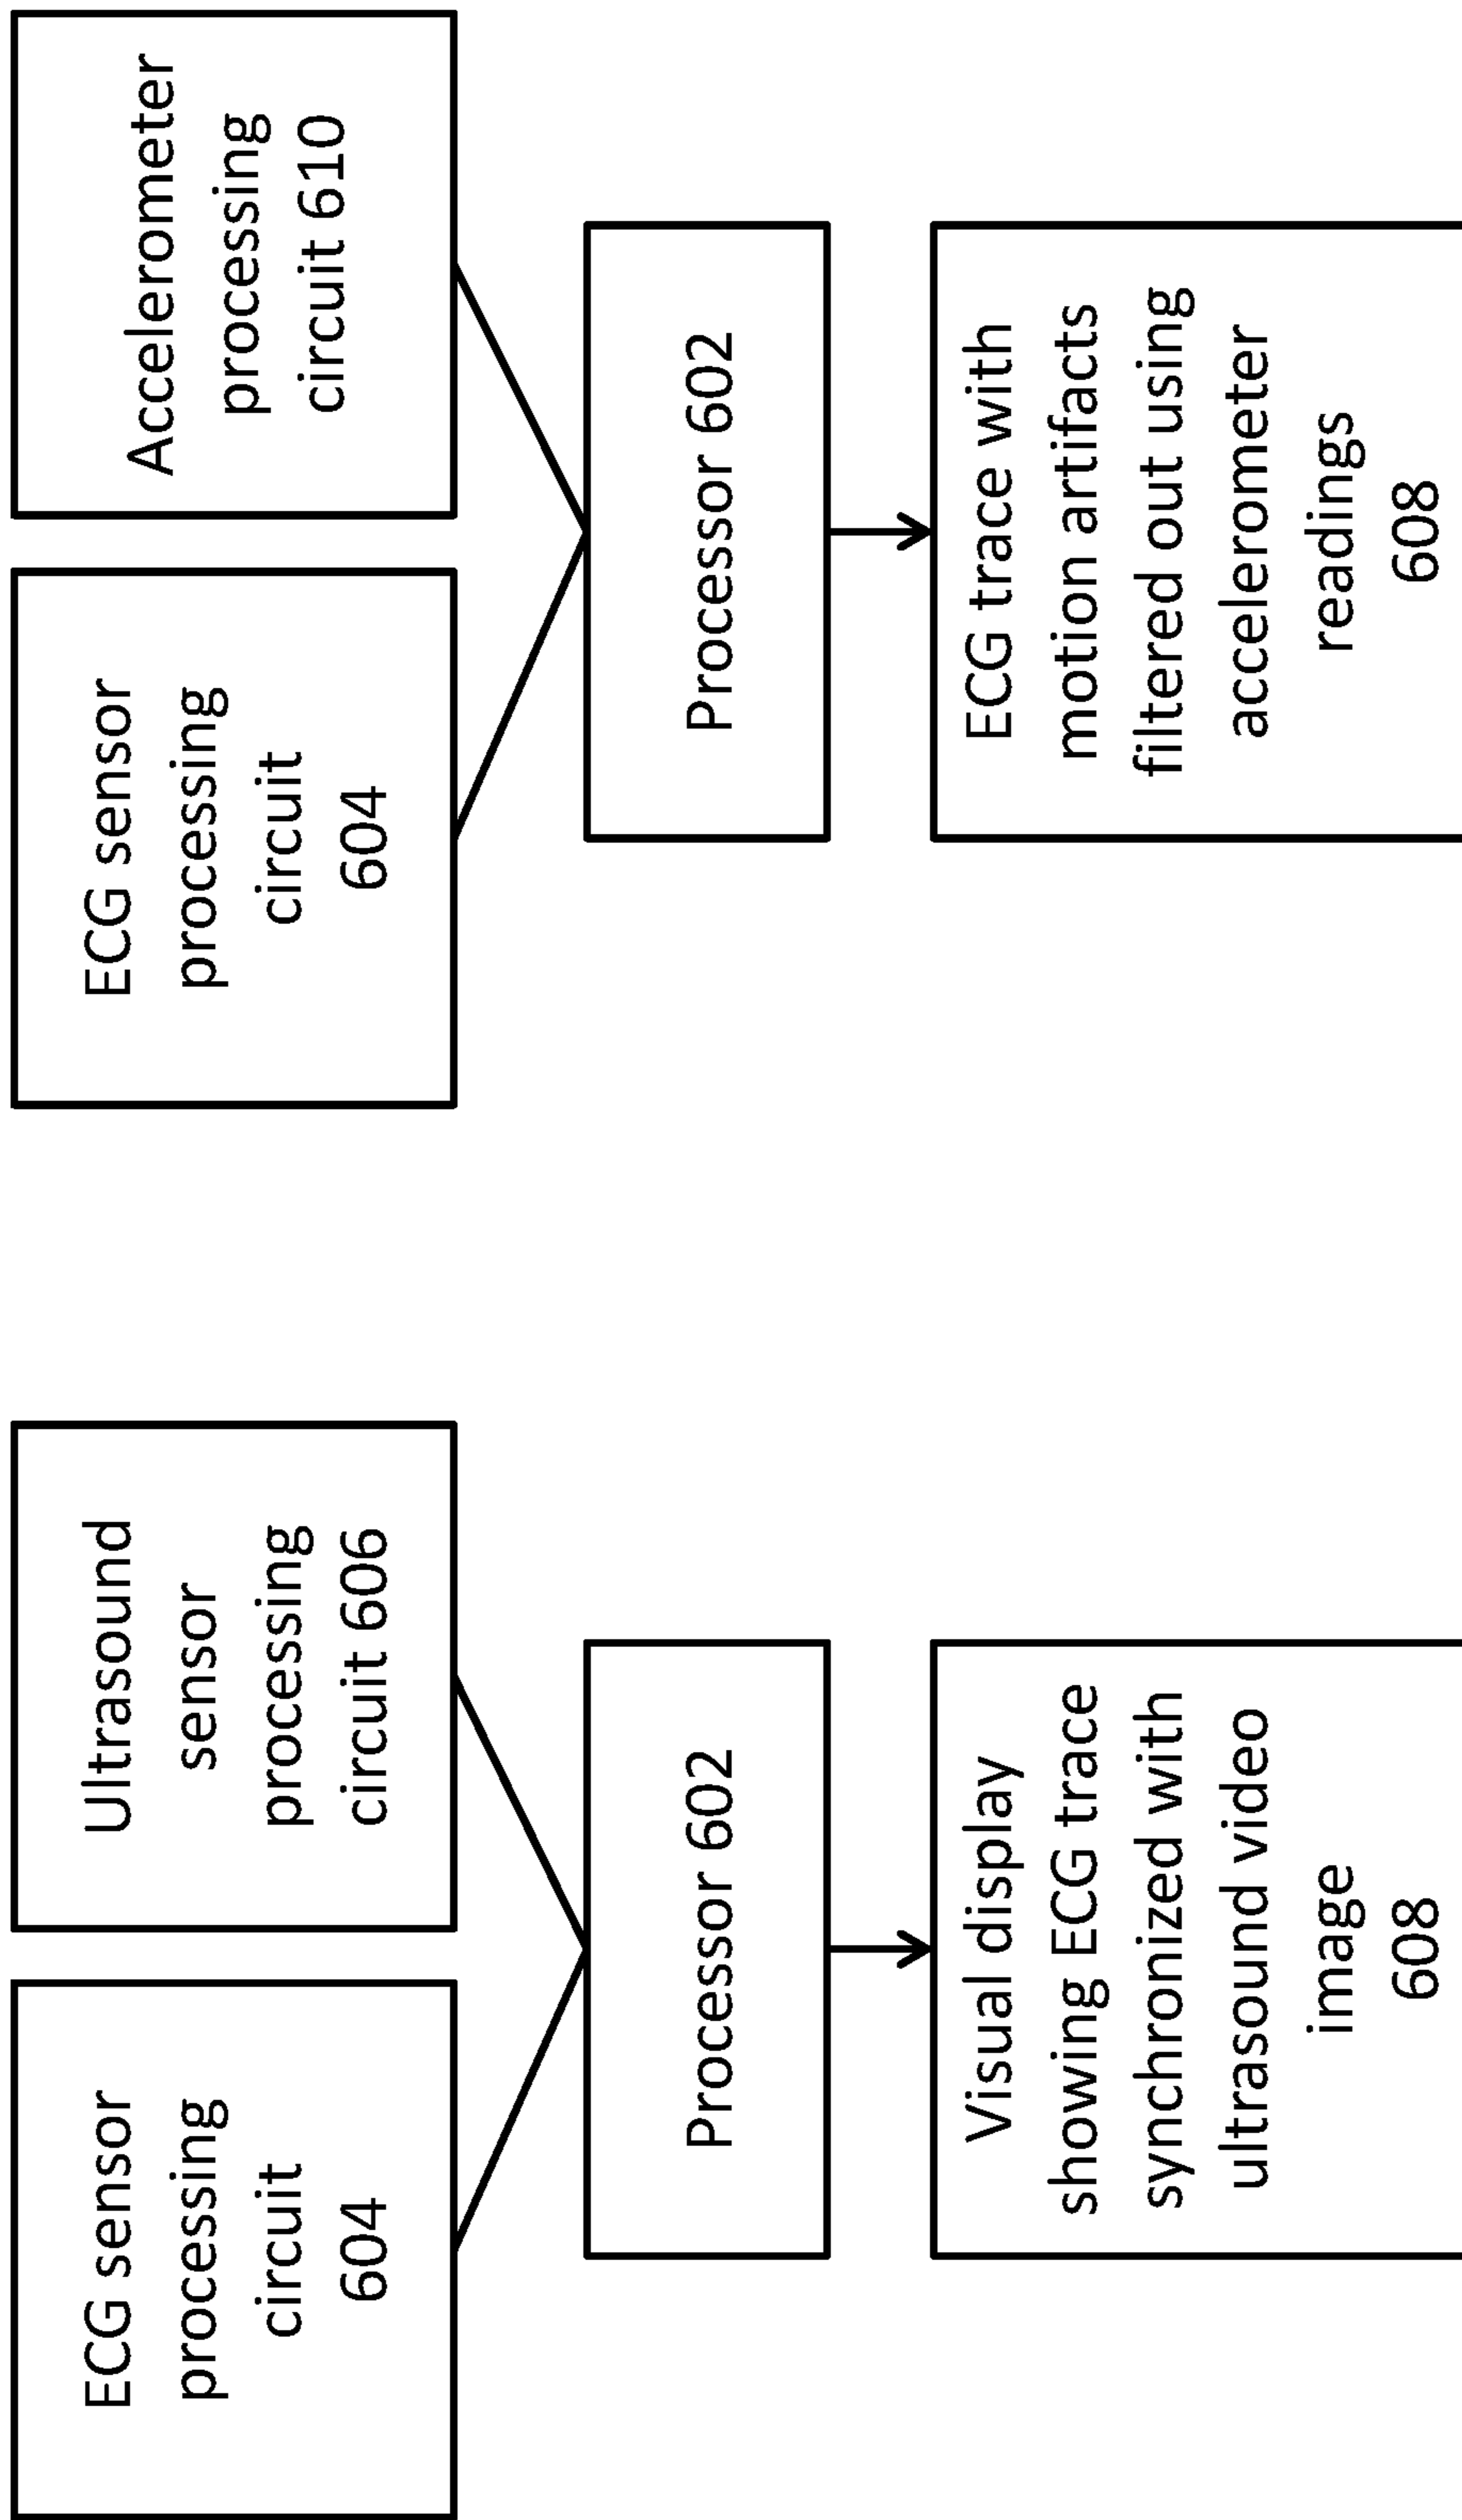 ECG sensor
processing
circuit
604
Ultrasound
sensor
processing
circuit 606
Processor 602
Visual display
showing ECG trace
synchronized with
ultrasound video
image
608
ECG sensor
processing
circuit
604
Accelerometer
processing
circuit 610
Processor 602
ECG trace with
motion artifacts
filtered out using
accelerometer
readings
608